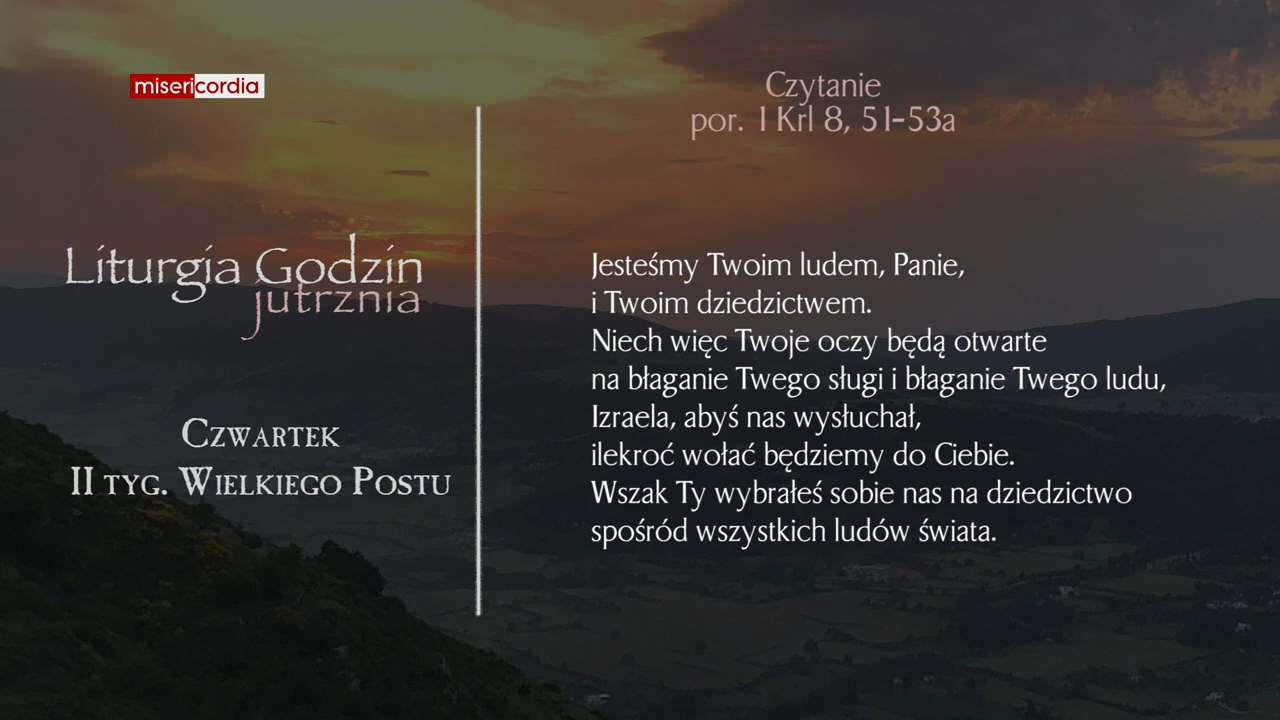 misericordia
Liturgia Godzin
jutrznia
Czwartek
II tyg. Wielkiego Postu
Czytanie
por. 1 Krl 8, 51-53a
Jesteśmy Twoim ludem, Panie,
i Twoim dziedzictwem.
Niech więc Twoje oczy będą otwarte
na błaganie Twego sługi i błaganie Twego ludu,
Izraela, abyś nas wysłuchał,
ilekroć wołać będziemy do Ciebie.
Wszak Ty wybrałeś sobie nas na dziedzictwo
spośród wszystkich ludów świata.